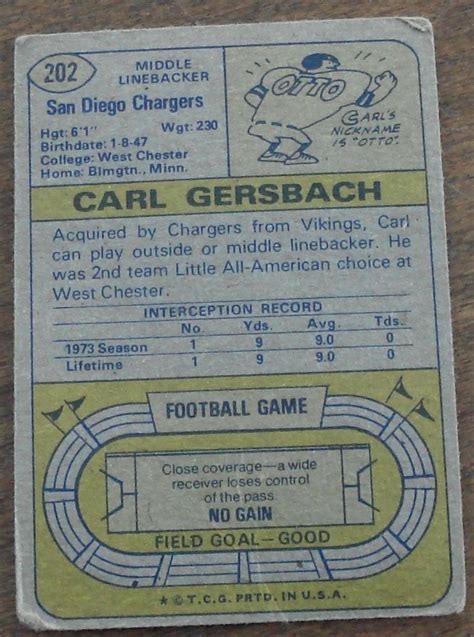 202
MIDDLE
LINEBACKER
San Diego Chargers
Hgt: 6'1" Wgt: 230
Birthdate: 1-8-47
College: West Chester
Home: Blmgtn., Minn.
OTTO
CARL'S
NICKNAME
IS "OTTO".
CARL GERSBACH
Acquired by Chargers from Vikings, Carl
can play outside or middle linebacker. He
was 2nd team Little All-American choice at
West Chester.
INTERCEPTION RECORD
No. Yds. Avg. Tds.
1973 Season 1 9 9.0 0
Lifetime 1 9 9.0 0
FOOTBALL GAME
Close coverage—a wide
receiver loses control
of the pass.
NO GAIN
FIELD GOAL—GOOD
★ © T.C.G. PRTD. IN U.S.A.